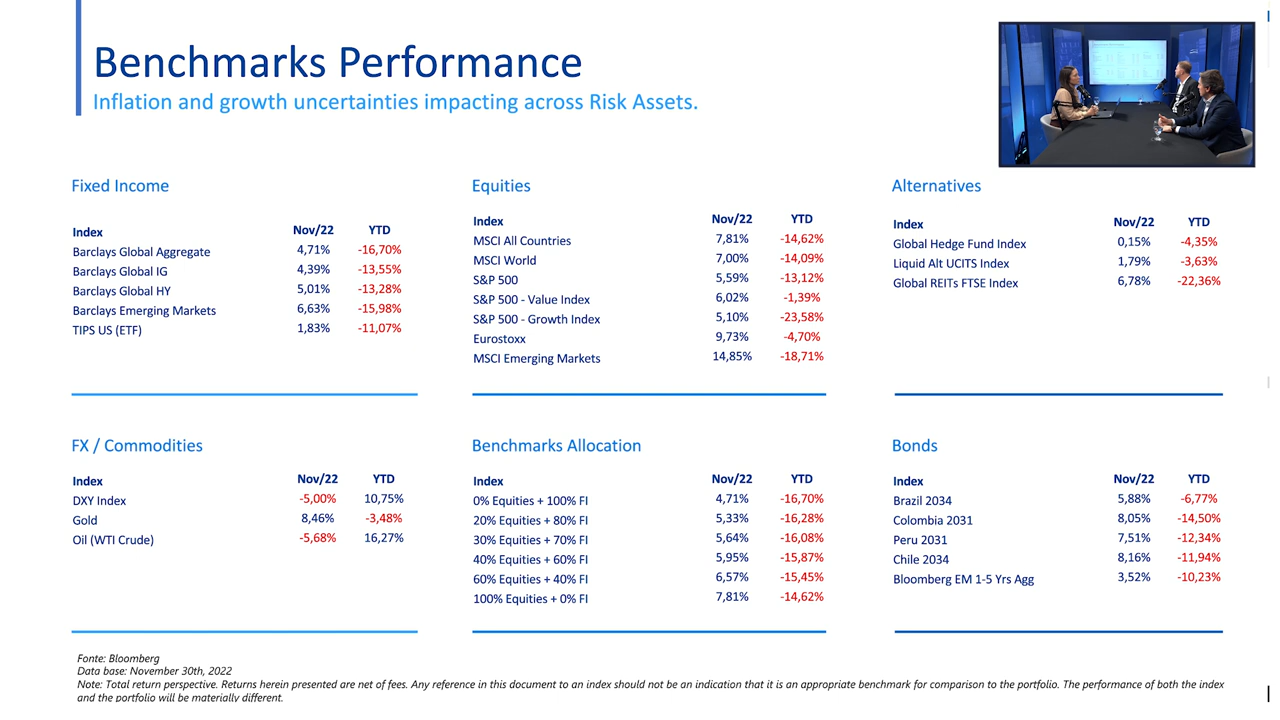 Benchmarks Performance
Inflation and growth uncertainties impacting across Risk Assets.
Fixed Income
Index Nov/22 YTD
Barclays Global Aggregate 4,71% -16,70%
Barclays Global IG 4,39% -13,55%
Barclays Global HY 5,01% -13,28%
Barclays Emerging Markets 6,63% -15,98%
TIPS US (ETF) 1,83% -11,07%
Equities
Index Nov/22 YTD
MSCI All Countries 7,81% -14,62%
MSCI World 7,00% -14,09%
S&P 500 5,59% -13,12%
S&P 500 - Value Index 6,02% -1,39%
S&P 500 - Growth Index 5,10% -23,58%
Eurostoxx 9,73% -4,70%
MSCI Emerging Markets 14,85% -18,71%
Alternatives
Index Nov/22 YTD
Global Hedge Fund Index 0,15% -4,35%
Liquid Alt UCITS Index 1,79% -3,63%
Global REITs FTSE Index 6,78% -22,36%
FX / Commodities
Index Nov/22 YTD
DXY Index -5,00% 10,75%
Gold 8,46% -3,48%
Oil (WTI Crude) -5,68% 16,27%
Benchmarks Allocation
Index Nov/22 YTD
0% Equities + 100% FI 4,71% -16,70%
20% Equities + 80% FI 5,33% -16,28%
30% Equities + 70% FI 5,64% -16,08%
40% Equities + 60% FI 5,95% -15,87%
60% Equities + 40% FI 6,57% -15,45%
100% Equities + 0% FI 7,81% -14,62%
Bonds
Index Nov/22 YTD
Brazil 2034 5,88% -6,77%
Colombia 2031 8,05% -14,50%
Peru 2031 7,51% -12,34%
Chile 2034 8,16% -11,94%
Bloomberg EM 1-5 Yrs Agg 3,52% -10,23%
Fonte: Bloomberg
Data base: November 30th, 2022
Note: Total return perspective. Returns herein presented are net of fees. Any reference in this document to an index should not be an indication that it is an appropriate benchmark for comparison to the portfolio. The performance of both the index
and the portfolio will be materially different.